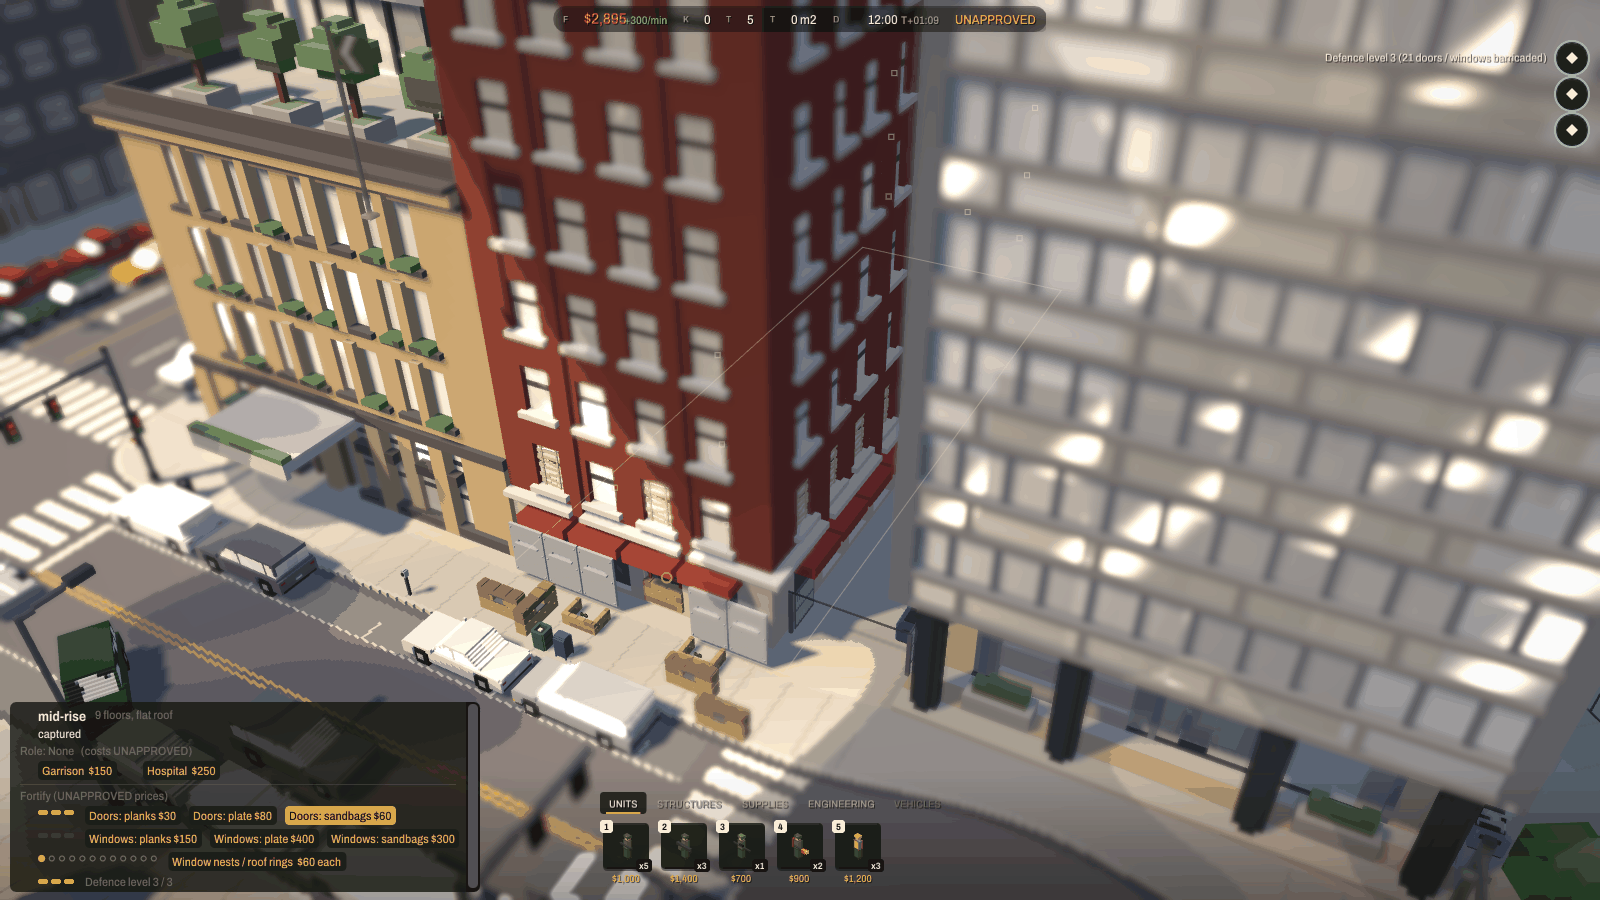 F $2,895 +300/min K 0 T 5 T 0 m2 D 12:00 T+01:09 UNAPPROVED
Defence level 3 (21 doors / windows barricaded)
1
mid-rise 9 floors, flat roof
captured
Role: None (costs UNAPPROVED)
Garrison $150 Hospital $250
Fortify (UNAPPROVED prices)
Doors: planks $30 Doors: plate $80 Doors: sandbags $60
Windows: planks $150 Windows: plate $400 Windows: sandbags $300
Window nests / roof rings $60 each
Defence level 3 / 3
UNITS STRUCTURES SUPPLIES ENGINEERING VEHICLES
1 2 3 4 5
x5 x3 x1 x2 x3
$1,000 $1,400 $700 $900 $1,200